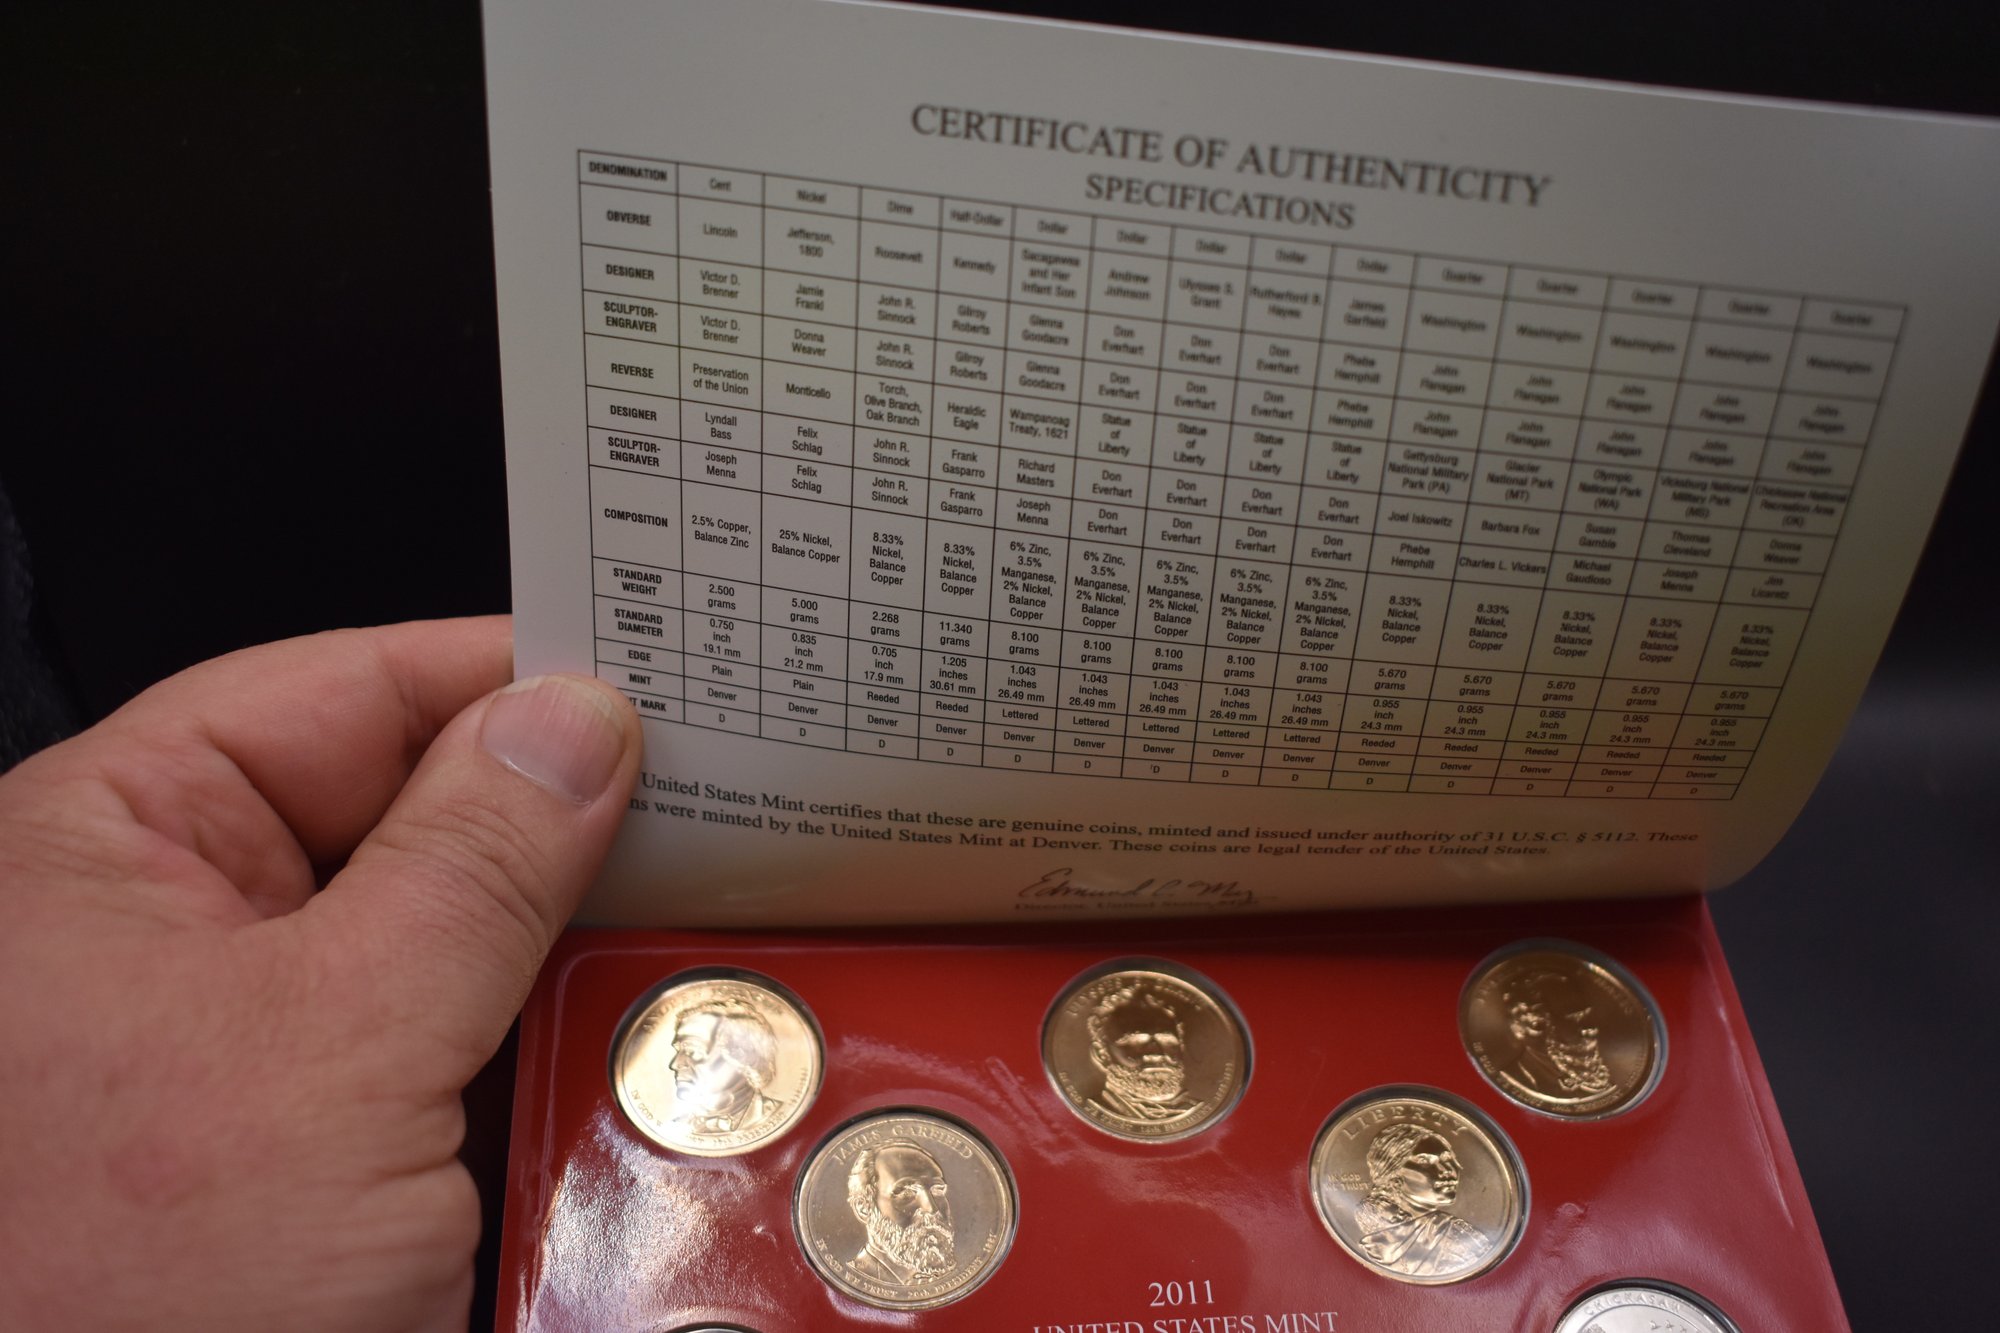 CERTIFICATE OF AUTHENTICITY
SPECIFICATIONS
DENOMINATION Cent Nickel Dime Half-Dollar Dollar Dollar Dollar Dollar Dollar Quarter Quarter Quarter Quarter Quarter
OBVERSE Lincoln Jefferson, 1800 Roosevelt Kennedy Sacagawea and Her Infant Son Andrew Johnson Ulysses S. Grant Rutherford B. Hayes James Garfield Washington Washington Washington Washington Washington
DESIGNER Victor D. Brenner Jamie Franki John R. Sinnock Gilroy Roberts Glenna Goodacre Don Everhart Don Everhart Don Everhart Phebe Hemphill John Flanagan John Flanagan John Flanagan John Flanagan John Flanagan
SCULPTOR-ENGRAVER Victor D. Brenner Donna Weaver John R. Sinnock Gilroy Roberts Glenna Goodacre Don Everhart Don Everhart Don Everhart Phebe Hemphill John Flanagan John Flanagan John Flanagan John Flanagan John Flanagan
REVERSE Preservation of the Union Monticello Torch, Olive Branch, Oak Branch Heraldic Eagle Wampanoag Treaty, 1621 Statue of Liberty Statue of Liberty Statue of Liberty Statue of Liberty Gettysburg National Military Park (PA) Glacier National Park (MT) Olympic National Park (WA) Vicksburg National Military Park (MS) Chickasaw National Recreation Area (OK)
DESIGNER Lyndall Bass Felix Schlag John R. Sinnock Frank Gasparro Richard Masters Don Everhart Don Everhart Don Everhart Don Everhart Joel Iskowitz Barbara Fox Susan Gamble Thomas Cleveland Donna Weaver
SCULPTOR-ENGRAVER Joseph Menna Felix Schlag John R. Sinnock Frank Gasparro Joseph Menna Don Everhart Don Everhart Don Everhart Don Everhart Phebe Hemphill Charles L. Vickers Michael Gaudioso Joseph Menna Jim Licaretz
COMPOSITION 2.5% Copper, Balance Zinc 25% Nickel, Balance Copper 8.33% Nickel, Balance Copper 8.33% Nickel, Balance Copper 6% Zinc, 3.5% Manganese, 2% Nickel, Balance Copper 6% Zinc, 3.5% Manganese, 2% Nickel, Balance Copper 6% Zinc, 3.5% Manganese, 2% Nickel, Balance Copper 6% Zinc, 3.5% Manganese, 2% Nickel, Balance Copper 6% Zinc, 3.5% Manganese, 2% Nickel, Balance Copper 8.33% Nickel, Balance Copper 8.33% Nickel, Balance Copper 8.33% Nickel, Balance Copper 8.33% Nickel, Balance Copper 8.33% Nickel, Balance Copper
STANDARD WEIGHT 2.500 grams 5.000 grams 2.268 grams 11.340 grams 8.100 grams 8.100 grams 8.100 grams 8.100 grams 8.100 grams 5.670 grams 5.670 grams 5.670 grams 5.670 grams 5.670 grams
STANDARD DIAMETER 0.750 inch 19.1 mm 0.835 inch 21.2 mm 0.705 inch 17.9 mm 1.205 inches 30.61 mm 1.043 inches 26.49 mm 1.043 inches 26.49 mm 1.043 inches 26.49 mm 1.043 inches 26.49 mm 1.043 inches 26.49 mm 0.955 inch 24.3 mm 0.955 inch 24.3 mm 0.955 inch 24.3 mm 0.955 inch 24.3 mm 0.955 inch 24.3 mm
EDGE Plain Plain Reeded Reeded Lettered Lettered Lettered Lettered Lettered Reeded Reeded Reeded Reeded Reeded
MINT Denver Denver Denver Denver Denver Denver Denver Denver Denver Denver Denver Denver Denver Denver
T MARK D D D D D D D D D D D D D D
United States Mint certifies that these are genuine coins, minted and issued under authority of 31 U.S.C. § 5112. These
ns were minted by the United States Mint at Denver. These coins are legal tender of the United States.
Edmund C. Moy
Director, United States Mint
JAMES GARFIELD
IN GOD WE TRUST 20th PRESIDENT 1881
LIBERTY
IN GOD WE TRUST
2011
UNITED STATES MINT
CHICKASAW